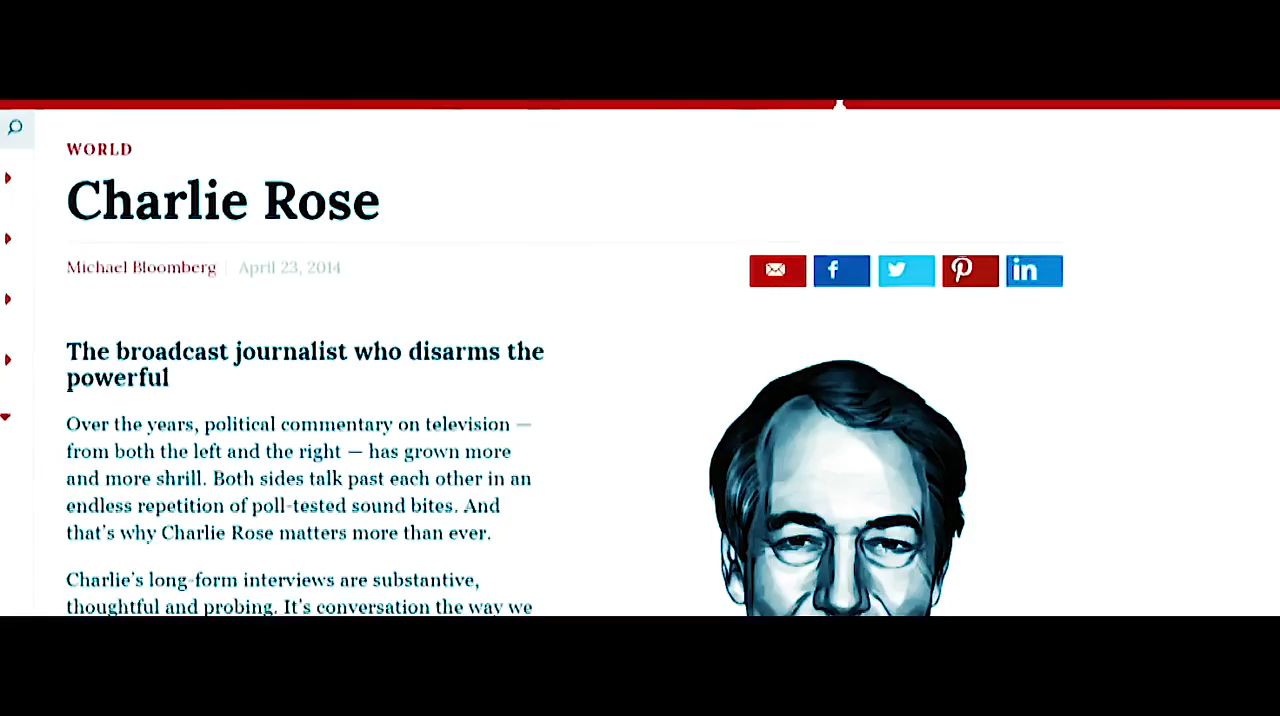 WORLD
Charlie Rose
Michael Bloomberg | April 23, 2014
The broadcast journalist who disarms the
powerful
Over the years, political commentary on television —
from both the left and the right — has grown more
and more shrill. Both sides talk past each other in an
endless repetition of poll-tested sound bites. And
that's why Charlie Rose matters more than ever.
Charlie's long-form interviews are substantive,
thoughtful and probing. It's conversation the way we